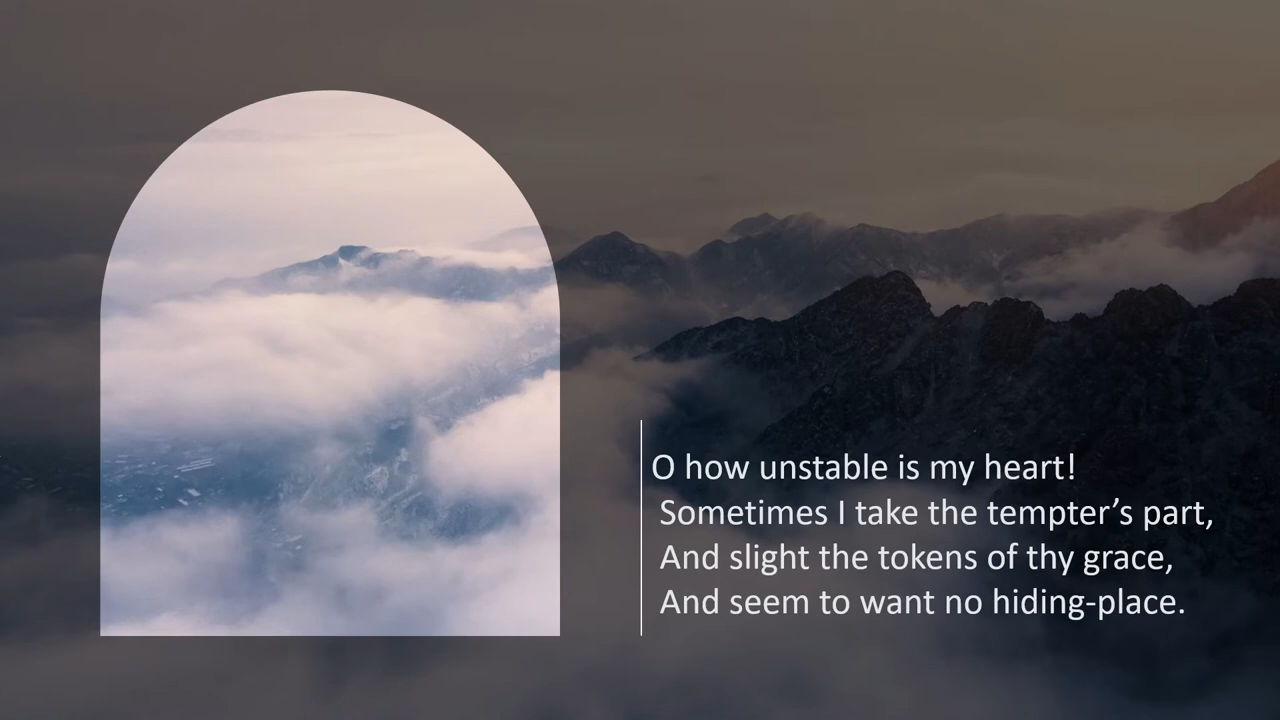 O how unstable is my heart!
Sometimes I take the tempter’s part,
And slight the tokens of thy grace,
And seem to want no hiding-place.